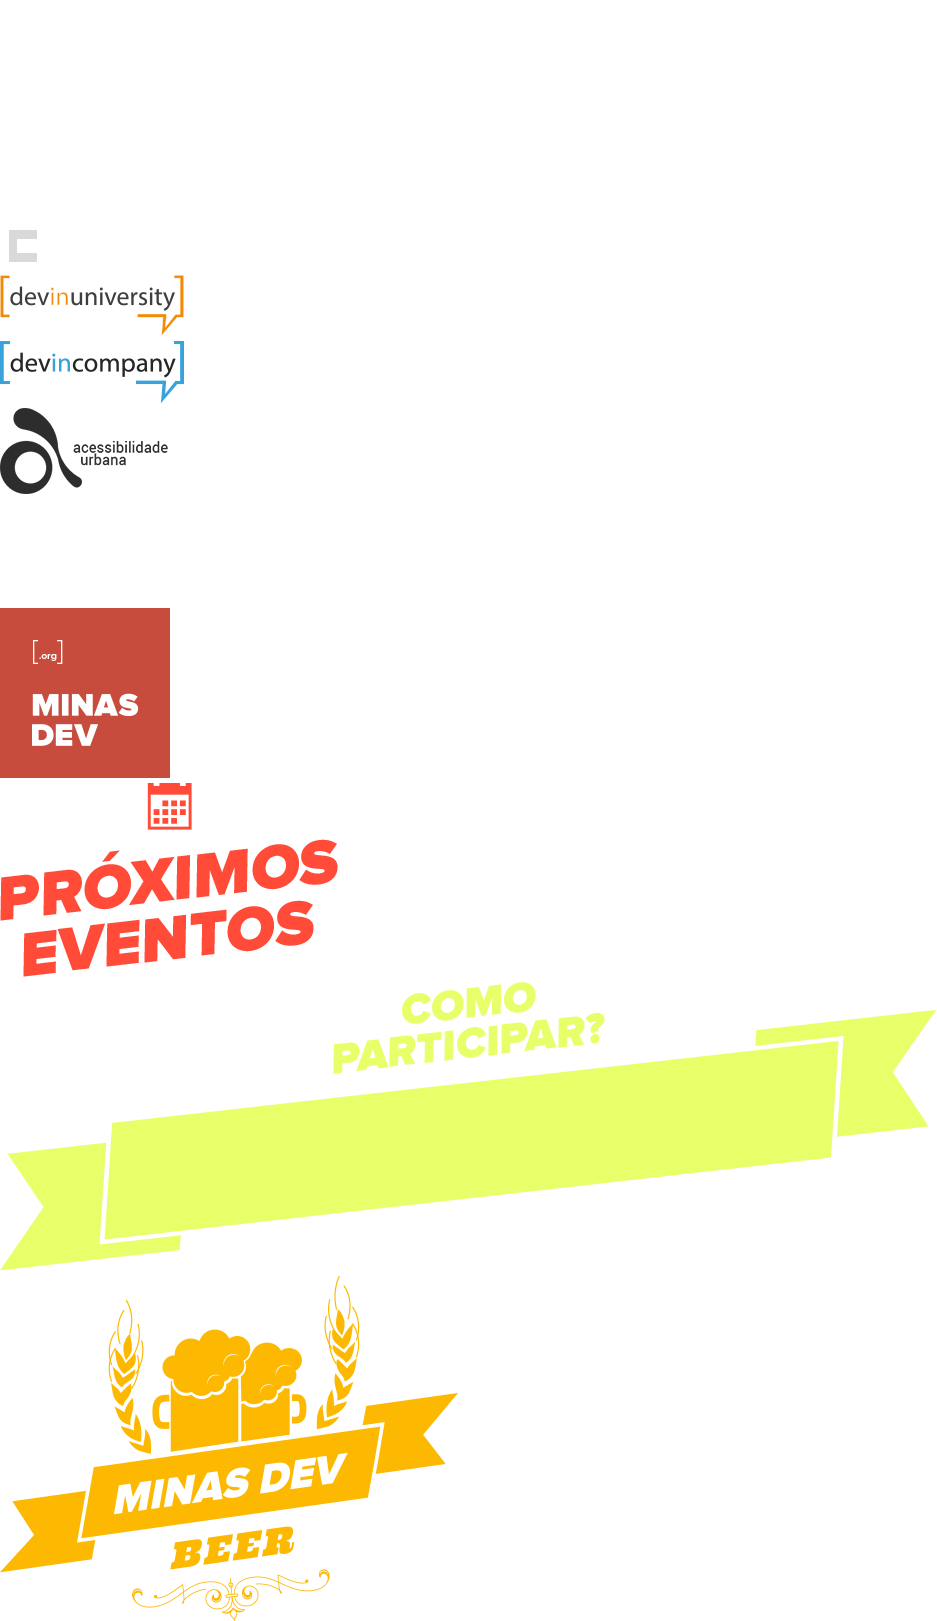 [devinuniversity]
[devincompany]
acessibilidade
urbana
[.org]
MINAS
DEV
PRÓXIMOS
EVENTOS
COMO
PARTICIPAR?
MINAS DEV
BEER